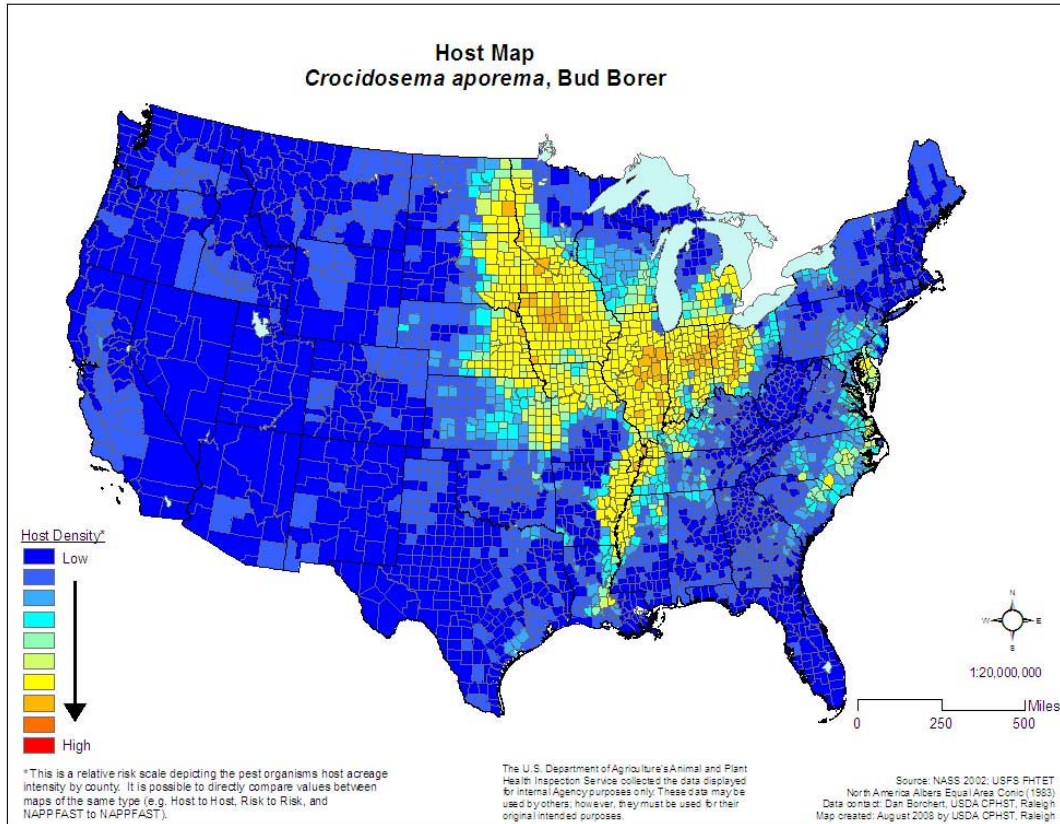 Host Map
Crocidosema aporema, Bud Borer
Host Density*
Low
High
N
W
E
S
1:20,000,000
Miles
0 250 500
*This is a relative risk scale depicting the pest organisms host acreage
intensity by county. It is possible to directly compare values between
maps of the same type (e.g. Host to Host, Risk to Risk, and
NAPPFAST to NAPPFAST).
The U.S. Department of Agriculture's Animal and Plant
Health Inspection Service collected the data displayed
for internal Agency purposes only. These data may be
used by others; however, they must be used for their
original intended purposes.
Source: NASS 2002; USFS FHTET
North America Albers Equal Area Conic (1983)
Data contact: Dan Borchert, USDA CPHST, Raleigh
Map created: August 2008 by USDA CPHST, Raleigh